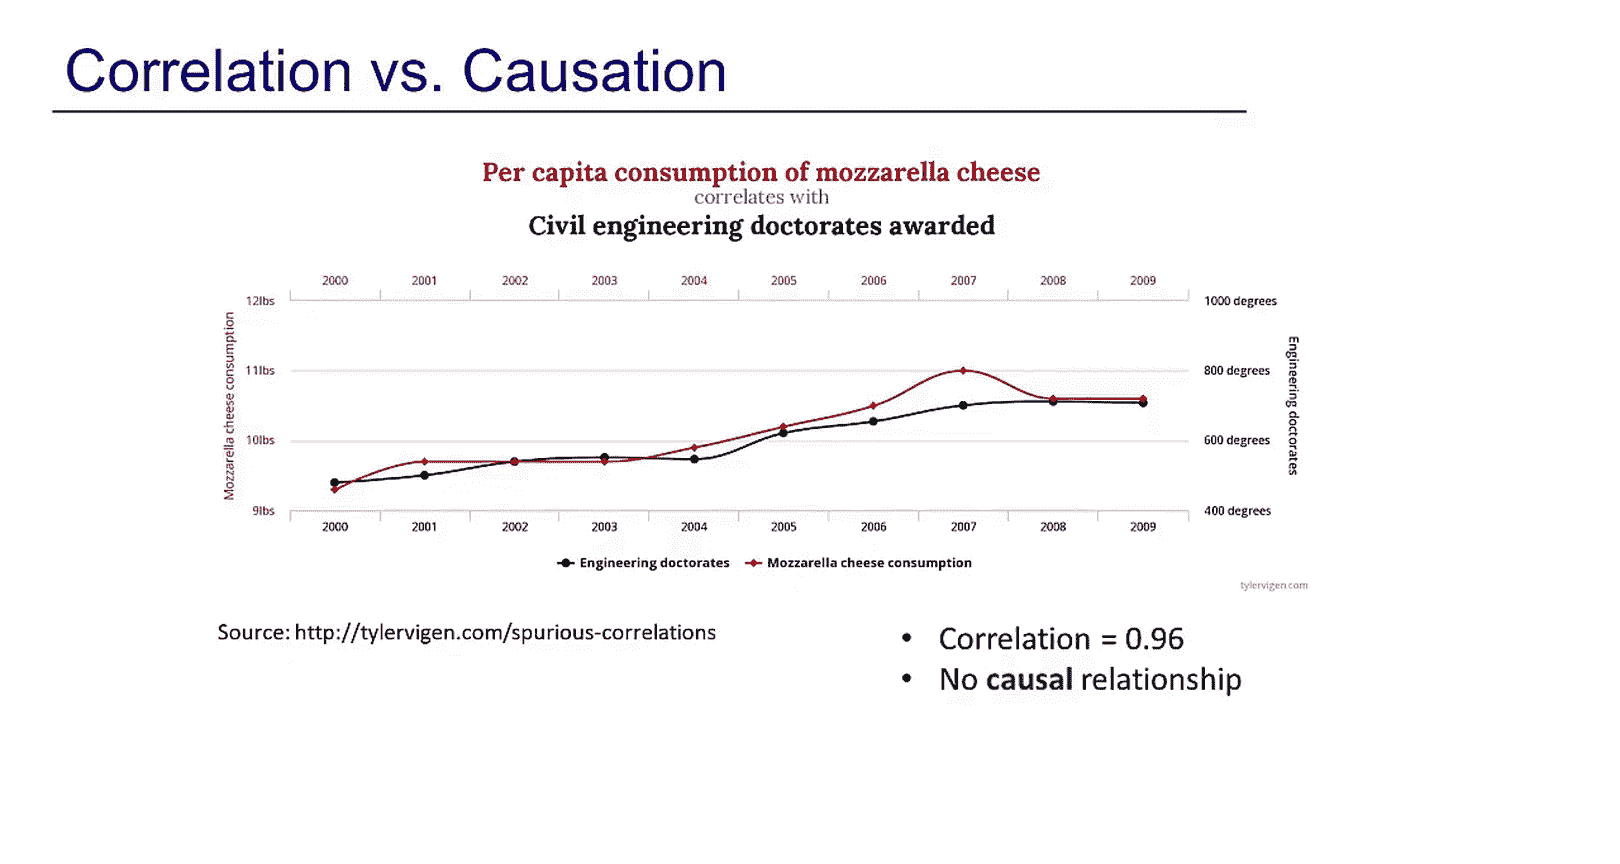 Correlation vs. Causation
Per capita consumption of mozzarella cheese
correlates with
Civil engineering doctorates awarded
2000 2001 2002 2003 2004 2005 2006 2007 2008 2009
12lbs 1000 degrees
11lbs 800 degrees
10lbs 600 degrees
9lbs 400 degrees
Mozzarella cheese consumption
Engineering doctorates
2000 2001 2002 2003 2004 2005 2006 2007 2008 2009
Engineering doctorates Mozzarella cheese consumption
tylervigen.com
Source: http://tylervigen.com/spurious-correlations
• Correlation = 0.96
• No causal relationship